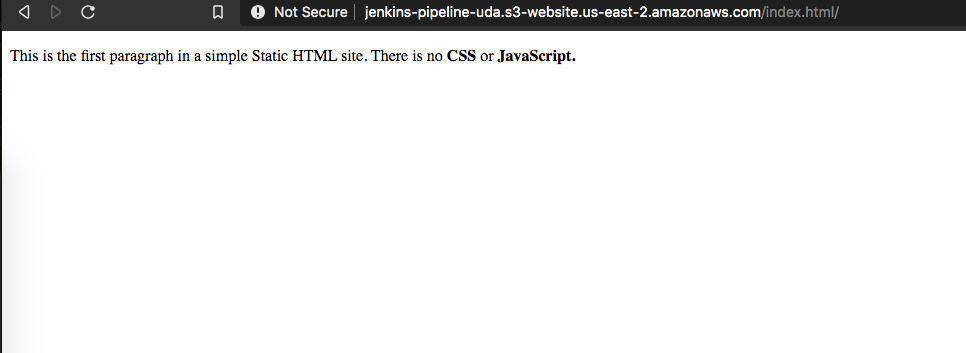 Not Secure | jenkins-pipeline-uda.s3-website.us-east-2.amazonaws.com/index.html/
This is the first paragraph in a simple Static HTML site. There is no CSS or JavaScript.